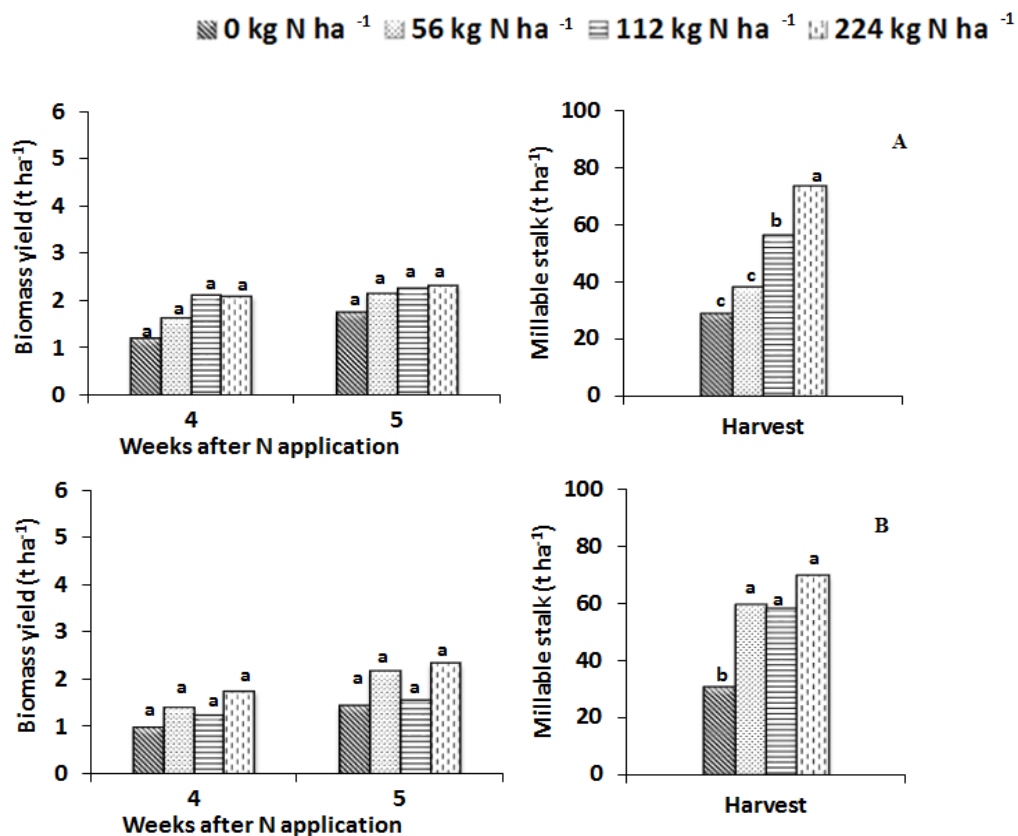 0 kg N ha -1 56 kg N ha -1 112 kg N ha -1 224 kg N ha -1
Biomass yield (t ha-1)
6
5
4
3
2
1
0
a a a a a a a a
4 5
Weeks after N application
Millable stalk (t ha-1)
100
80
60
40
20
0
c c b a
A
Harvest
Biomass yield (t ha-1)
6
5
4
3
2
1
0
a a a a a a a a
4 5
Weeks after N application
Millable stalk (t ha-1)
100
80
60
40
20
0
b a a a
B
Harvest